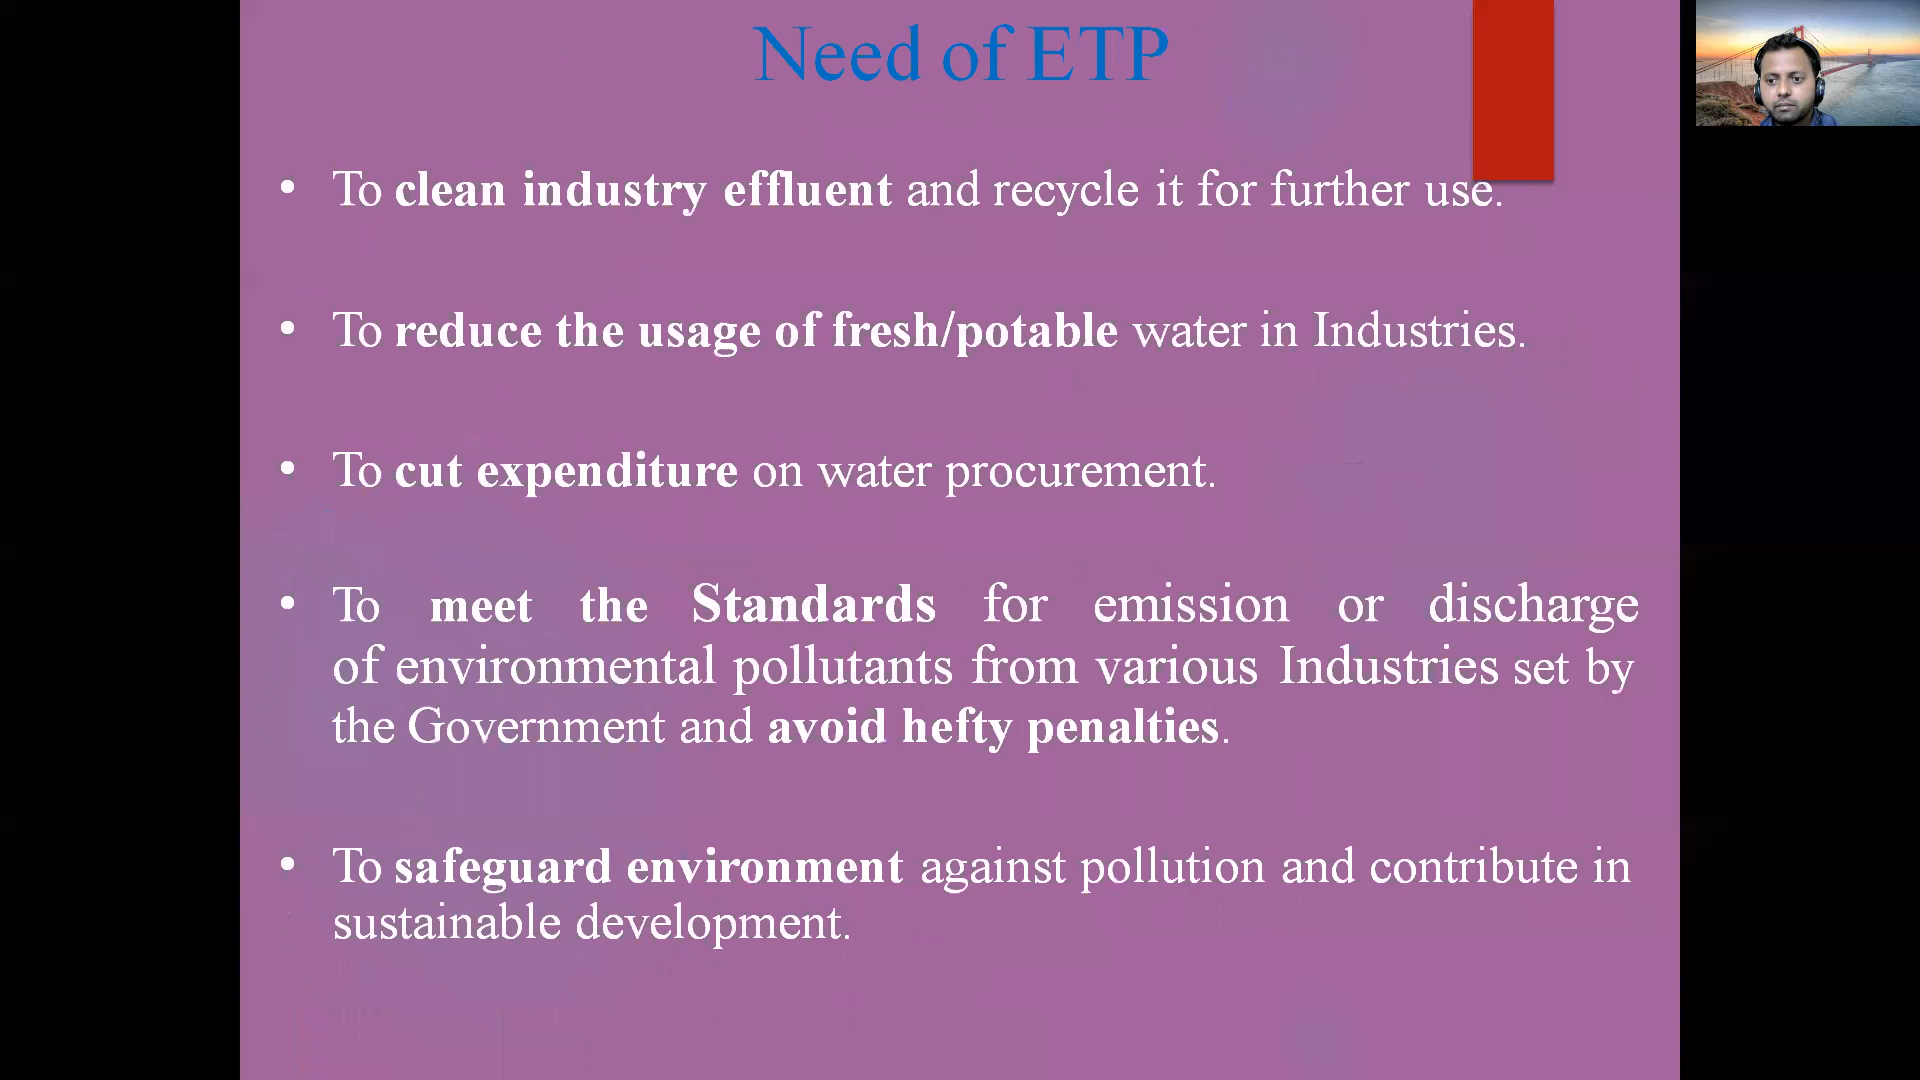 Need of ETP
• To clean industry effluent and recycle it for further use.
• To reduce the usage of fresh/potable water in Industries.
• To cut expenditure on water procurement.
• To meet the Standards for emission or discharge
of environmental pollutants from various Industries set by
the Government and avoid hefty penalties.
• To safeguard environment against pollution and contribute in
sustainable development.